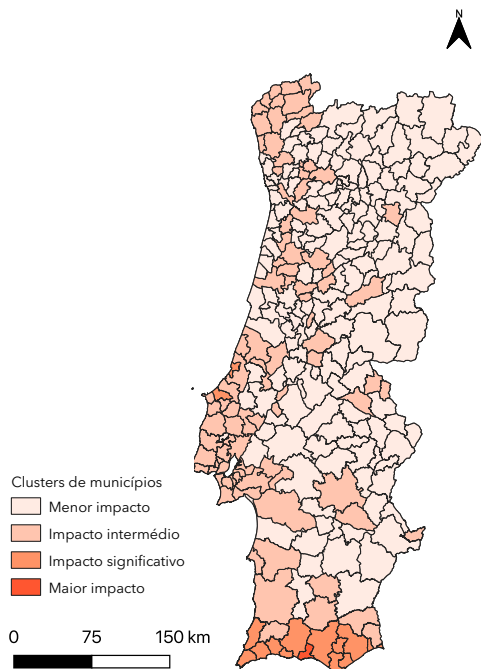 N
Clusters de municípios
Menor impacto
Impacto intermédio
Impacto significativo
Maior impacto
0 75 150 km